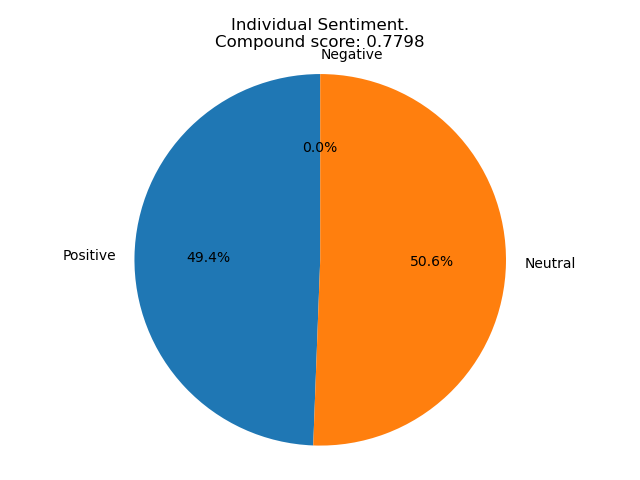 Individual Sentiment.
Compound score: 0.7798
Negative
0.0%
Positive
49.4%
50.6%
Neutral